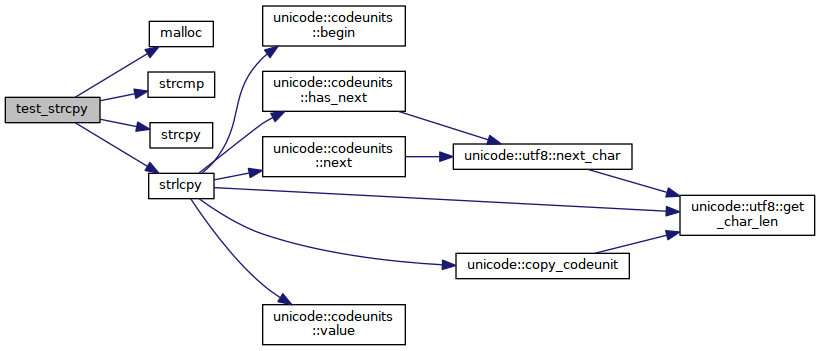 test_strcpy
malloc
strcmp
strcpy
strlcpy
unicode::codeunits
::begin
unicode::codeunits
::has_next
unicode::codeunits
::next
unicode::codeunits
::value
unicode::utf8::next_char
unicode::copy_codeunit
unicode::utf8::get
_char_len